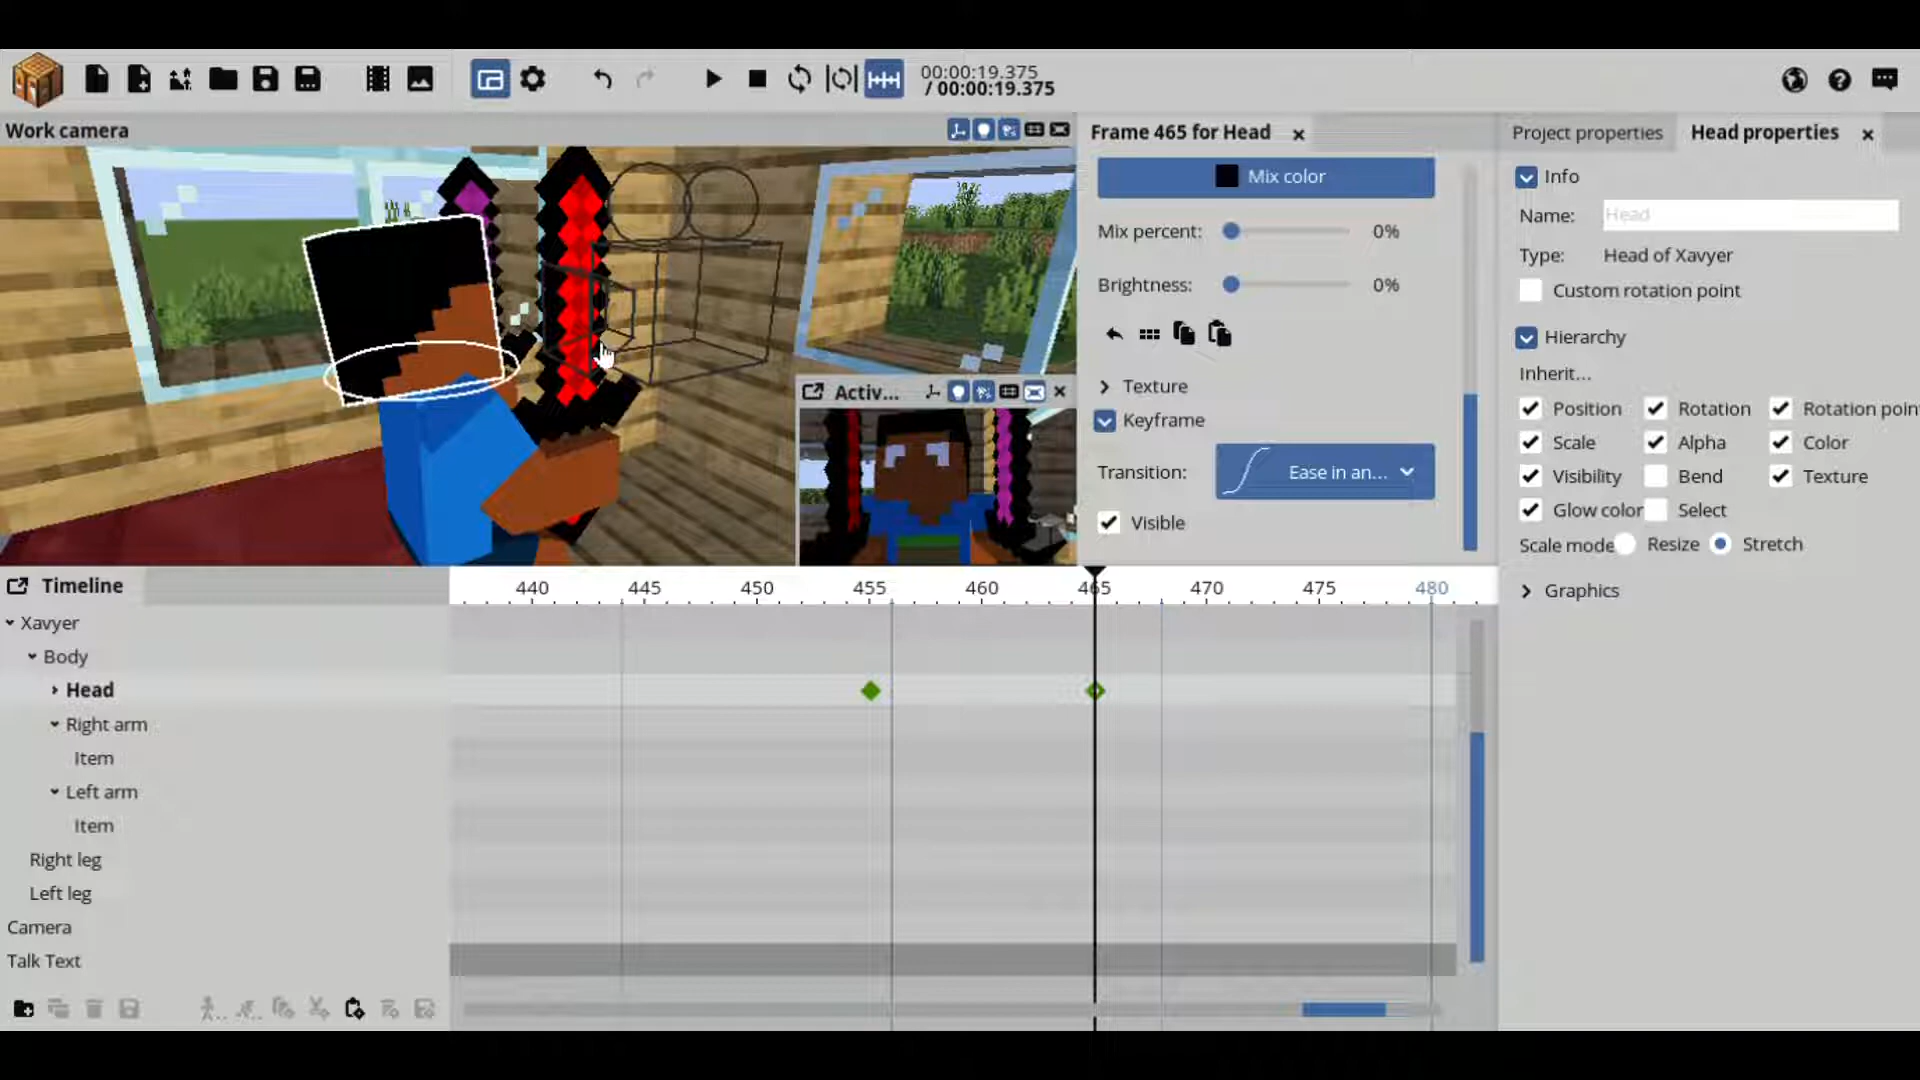 00:00:19.375
/ 00:00:19.375
Work camera
Activ...
Frame 465 for Head
Mix color
Mix percent: 0%
Brightness: 0%
Texture
Keyframe
Transition: Ease in an...
Visible
Project properties
Head properties
Info
Name: Head
Type: Head of Xavyer
Custom rotation point
Hierarchy
Inherit...
Position Rotation Rotation poin
Scale Alpha Color
Visibility Bend Texture
Glow color Select
Scale mode Resize Stretch
Graphics
Timeline
440 445 450 455 460 465 470 475 480
Xavyer
Body
Head
Right arm
Item
Left arm
Item
Right leg
Left leg
Camera
Talk Text